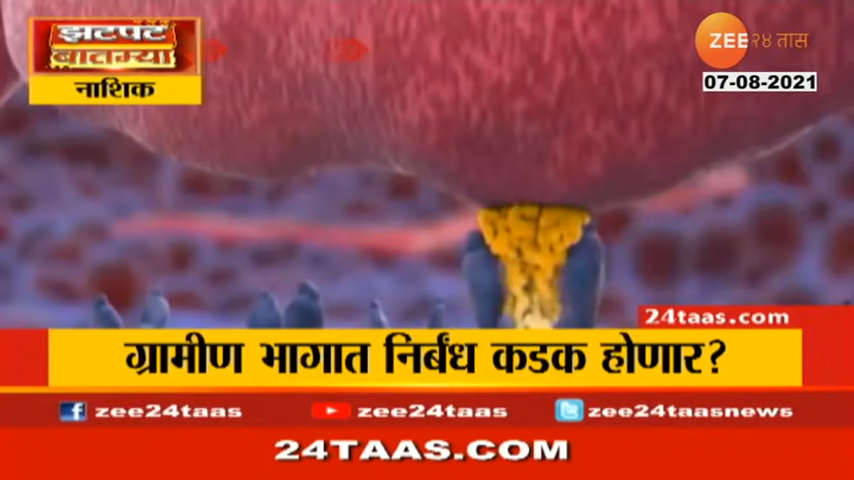 झटपट
बातम्या
नाशिक
ZEE २४ तास
07-08-2021
24taas.com
ग्रामीण भागात निर्बंध कडक होणार?
zee24taas
zee24taas
zee24taasnews
24TAAS.COM